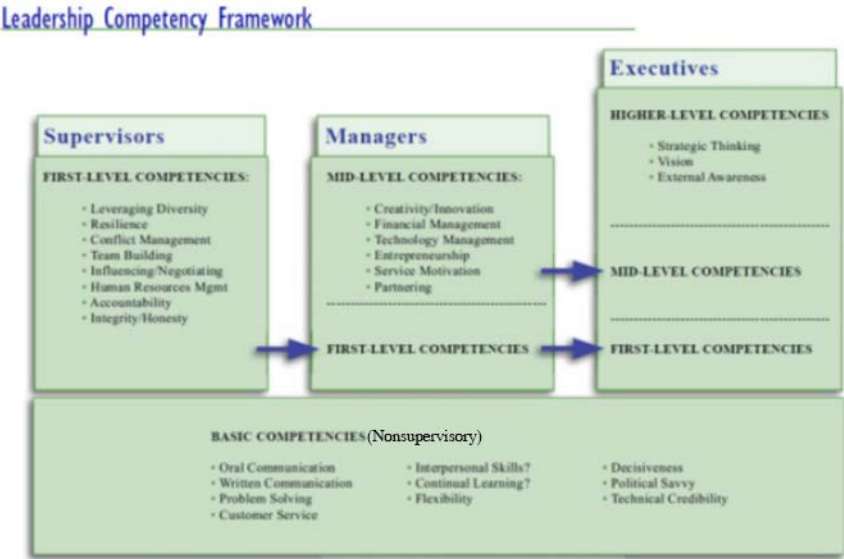 Leadership Competency Framework
Supervisors
FIRST-LEVEL COMPETENCIES:
• Leveraging Diversity
• Resilience
• Conflict Management
• Team Building
• Influencing/Negotiating
• Human Resources Mgmt
• Accountability
• Integrity/Honesty
Managers
MID-LEVEL COMPETENCIES:
• Creativity/Innovation
• Financial Management
• Technology Management
• Entrepreneurship
• Service Motivation
• Partnering
FIRST-LEVEL COMPETENCIES
Executives
HIGHER-LEVEL COMPETENCIES
• Strategic Thinking
• Vision
• External Awareness
MID-LEVEL COMPETENCIES
FIRST-LEVEL COMPETENCIES
BASIC COMPETENCIES(Nonsupervisory)
• Oral Communication
• Written Communication
• Problem Solving
• Customer Service
• Interpersonal Skills?
• Continual Learning?
• Flexibility
• Decisiveness
• Political Savvy
• Technical Credibility